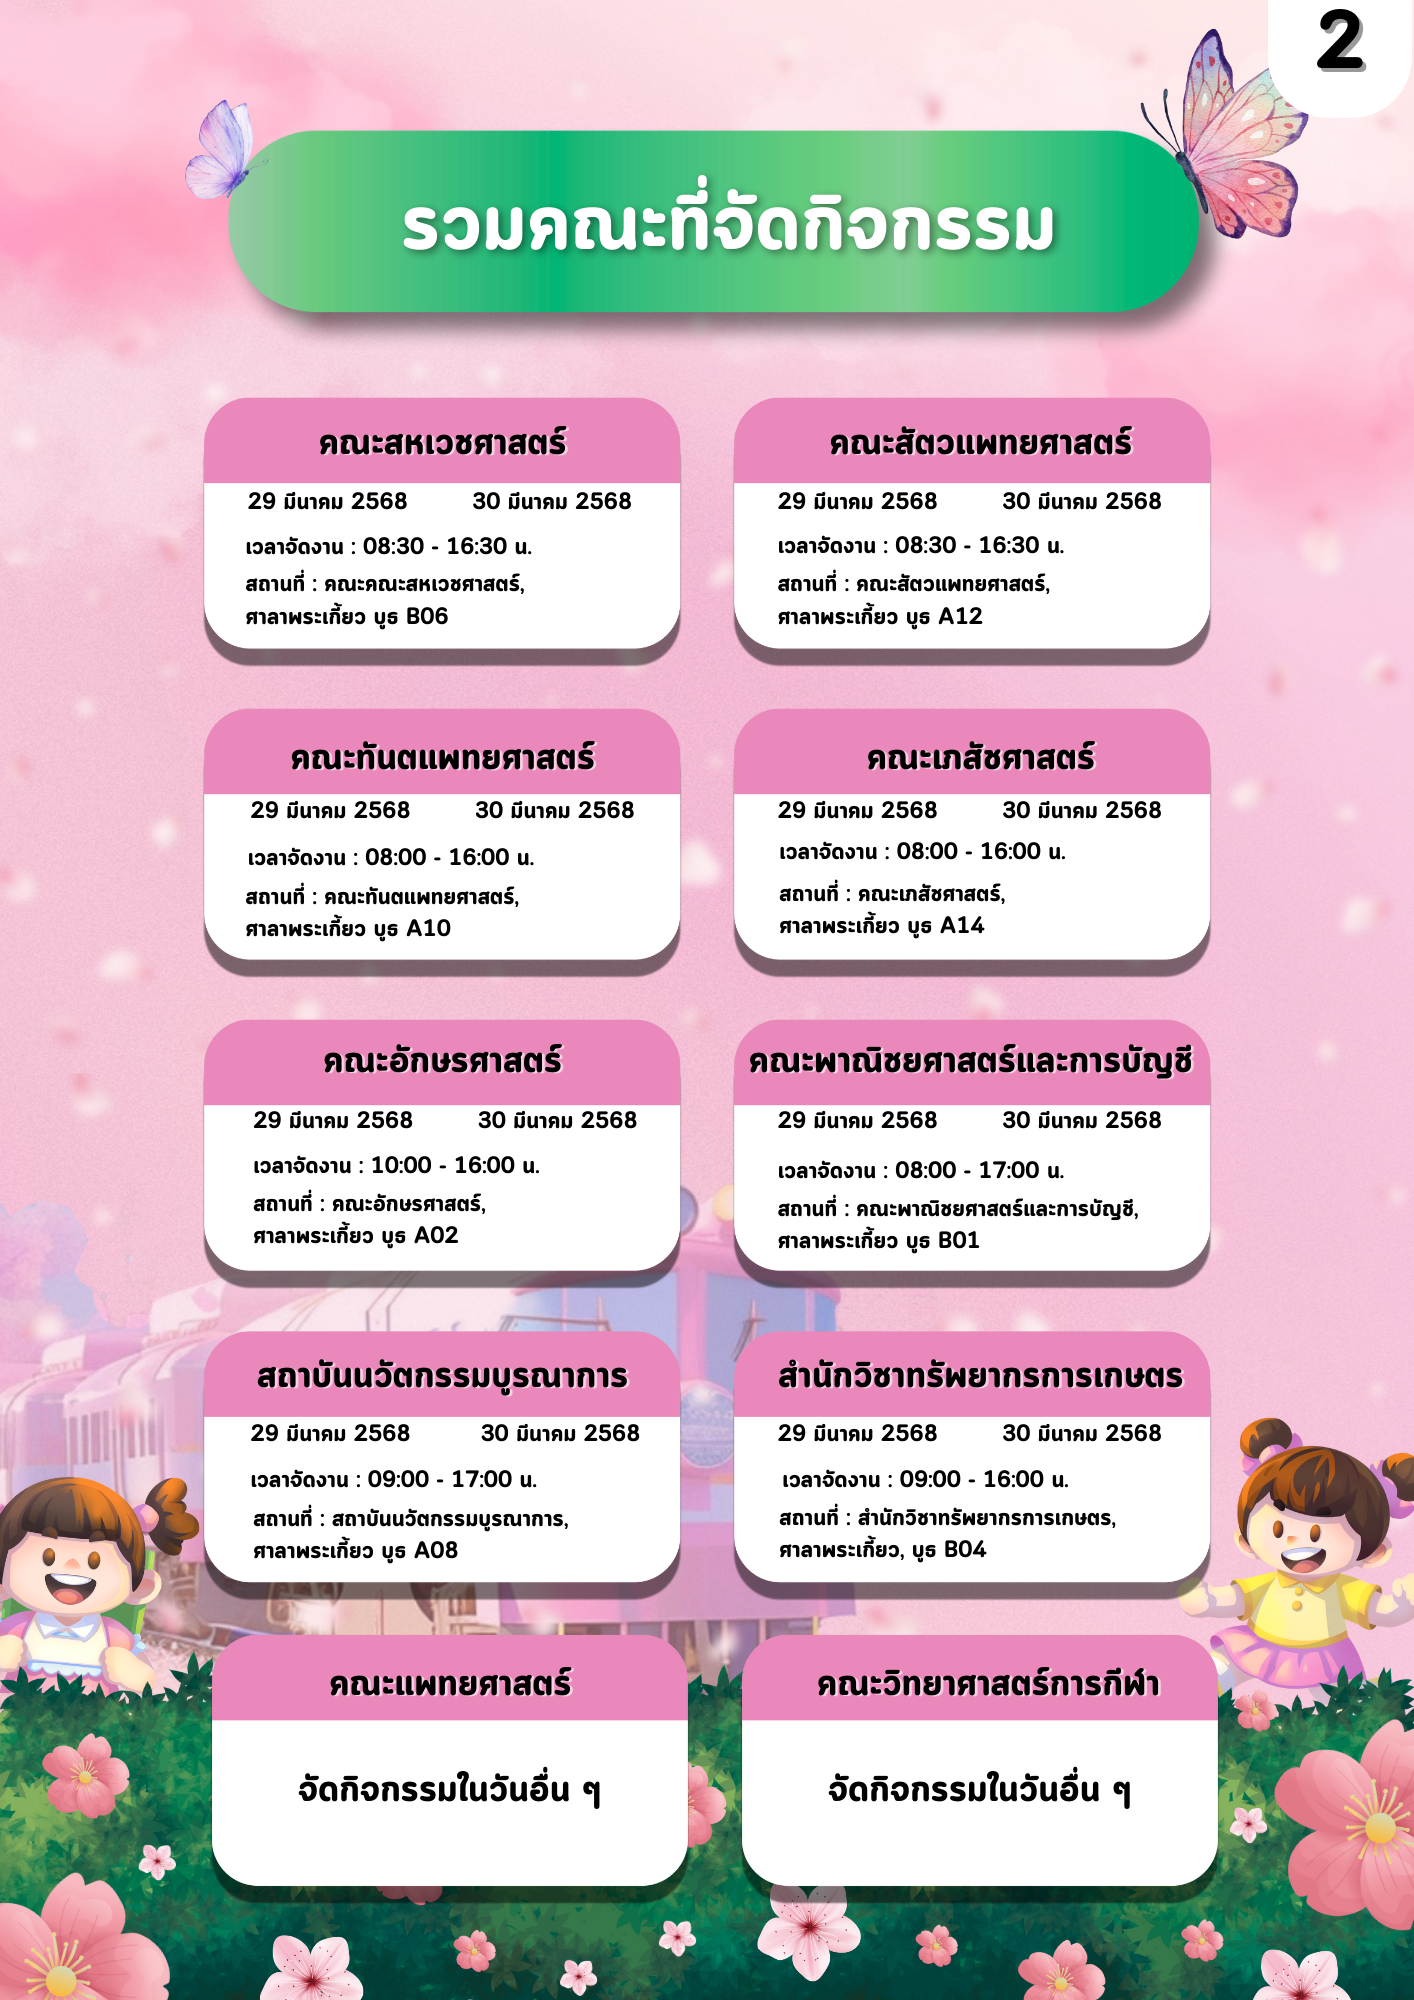 2
รวมคณะที่จัดกิจกรรม
คณะสหเวชศาสตร์
29 มีนาคม 2568 30 มีนาคม 2568
เวลาจัดงาน : 08:30 - 16:30 น.
สถานที่ : คณะคณะสหเวชศาสตร์,
ศาลาพระเกี้ยว บูธ B06
คณะสัตวแพทยศาสตร์
29 มีนาคม 2568 30 มีนาคม 2568
เวลาจัดงาน : 08:30 - 16:30 น.
สถานที่ : คณะสัตวแพทยศาสตร์,
ศาลาพระเกี้ยว บูธ A12
คณะทันตแพทยศาสตร์
29 มีนาคม 2568 30 มีนาคม 2568
เวลาจัดงาน : 08:00 - 16:00 น.
สถานที่ : คณะทันตแพทยศาสตร์,
ศาลาพระเกี้ยว บูธ A10
คณะเภสัชศาสตร์
29 มีนาคม 2568 30 มีนาคม 2568
เวลาจัดงาน : 08:00 - 16:00 น.
สถานที่ : คณะเภสัชศาสตร์,
ศาลาพระเกี้ยว บูธ A14
คณะอักษรศาสตร์
29 มีนาคม 2568 30 มีนาคม 2568
เวลาจัดงาน : 10:00 - 16:00 น.
สถานที่ : คณะอักษรศาสตร์,
ศาลาพระเกี้ยว บูธ A02
คณะพาณิชยศาสตร์และการบัญชี
29 มีนาคม 2568 30 มีนาคม 2568
เวลาจัดงาน : 08:00 - 17:00 น.
สถานที่ : คณะพาณิชยศาสตร์และการบัญชี,
ศาลาพระเกี้ยว บูธ B01
สถาบันนวัตกรรมบูรณาการ
29 มีนาคม 2568 30 มีนาคม 2568
เวลาจัดงาน : 09:00 - 17:00 น.
สถานที่ : สถาบันนวัตกรรมบูรณาการ,
ศาลาพระเกี้ยว บูธ A08
สำนักวิชาทรัพยากรการเกษตร
29 มีนาคม 2568 30 มีนาคม 2568
เวลาจัดงาน : 09:00 - 16:00 น.
สถานที่ : สำนักวิชาทรัพยากรการเกษตร,
ศาลาพระเกี้ยว, บูธ B04
คณะแพทยศาสตร์
จัดกิจกรรมในวันอื่น ๆ
คณะวิทยาศาสตร์การกีฬา
จัดกิจกรรมในวันอื่น ๆ